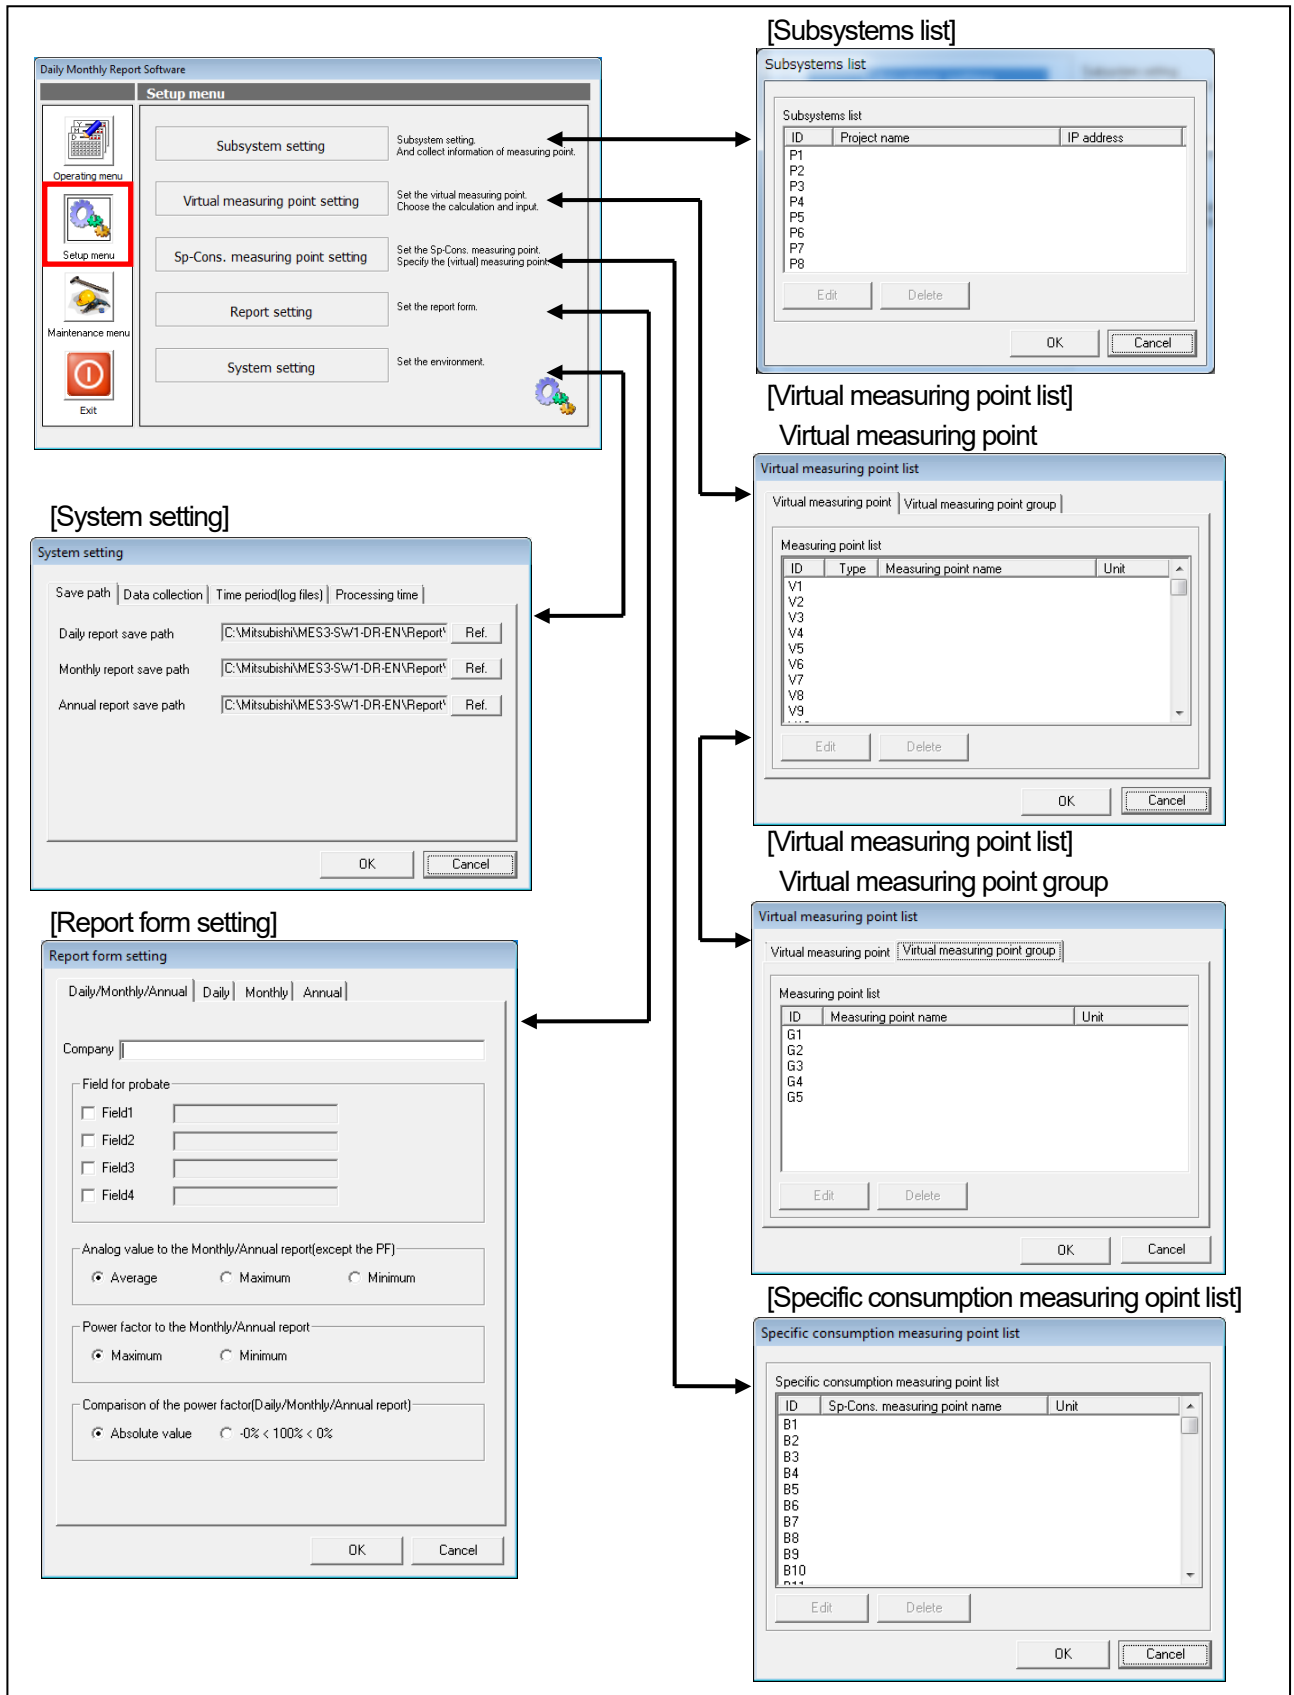 [Subsystems list]
Daily Monthly Report Software
Setup menu
Operating menu
Setup menu
Maintenance menu
Exit
Subsystem setting
Subsystem setting.
And collect information of measuring point.
Virtual measuring point setting
Set the virtual measuring point.
Choose the calculation and input.
Sp-Cons. measuring point setting
Set the Sp-Cons. measuring point.
Specify the (virtual) measuring point.
Report setting
Set the report form.
System setting
Set the environment.
Subsystems list
Subsystems list
ID Project name IP address
P1
P2
P3
P4
P5
P6
P7
P8
Edit Delete
OK Cancel
[Virtual measuring point list]
Virtual measuring point
Virtual measuring point list
Virtual measuring point Virtual measuring point group
Measuring point list
ID Type Measuring point name Unit
V1
V2
V3
V4
V5
V6
V7
V8
V9
Edit Delete
OK Cancel
[System setting]
System setting
Save path Data collection Time period(log files) Processing time
Daily report save path C:\Mitsubishi\MES3-SW1-DR-EN\Report\ Ref.
Monthly report save path C:\Mitsubishi\MES3-SW1-DR-EN\Report\ Ref.
Annual report save path C:\Mitsubishi\MES3-SW1-DR-EN\Report\ Ref.
OK Cancel
[Virtual measuring point list]
Virtual measuring point group
Virtual measuring point list
Virtual measuring point Virtual measuring point group
Measuring point list
ID Measuring point name Unit
G1
G2
G3
G4
G5
Edit Delete
OK Cancel
[Report form setting]
Report form setting
Daily/Monthly/Annual Daily Monthly Annual
Company
Field for probate
Field1
Field2
Field3
Field4
Analog value to the Monthly/Annual report(except the PF)
Average Maximum Minimum
Power factor to the Monthly/Annual report
Maximum Minimum
Comparison of the power factor(Daily/Monthly/Annual report)
Absolute value -0% < 100% < 0%
OK Cancel
[Specific consumption measuring opint list]
Specific consumption measuring point list
Specific consumption measuring point list
ID Sp-Cons. measuring point name Unit
B1
B2
B3
B4
B5
B6
B7
B8
B9
B10
Edit Delete
OK Cancel